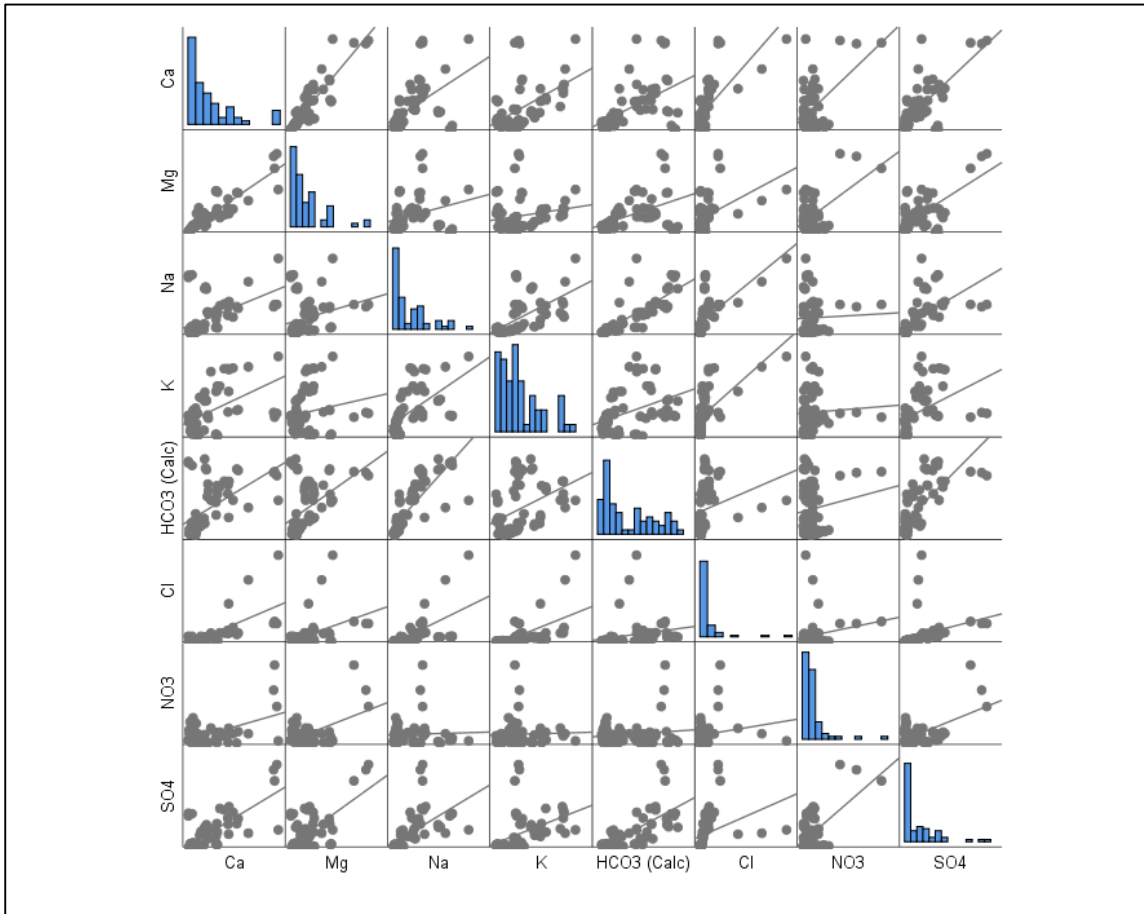 Ca
Mg
Na
K
HCO3 (Calc)
Cl
NO3
SO4
Ca
Mg
Na
K
HCO3 (Calc)
Cl
NO3
SO4